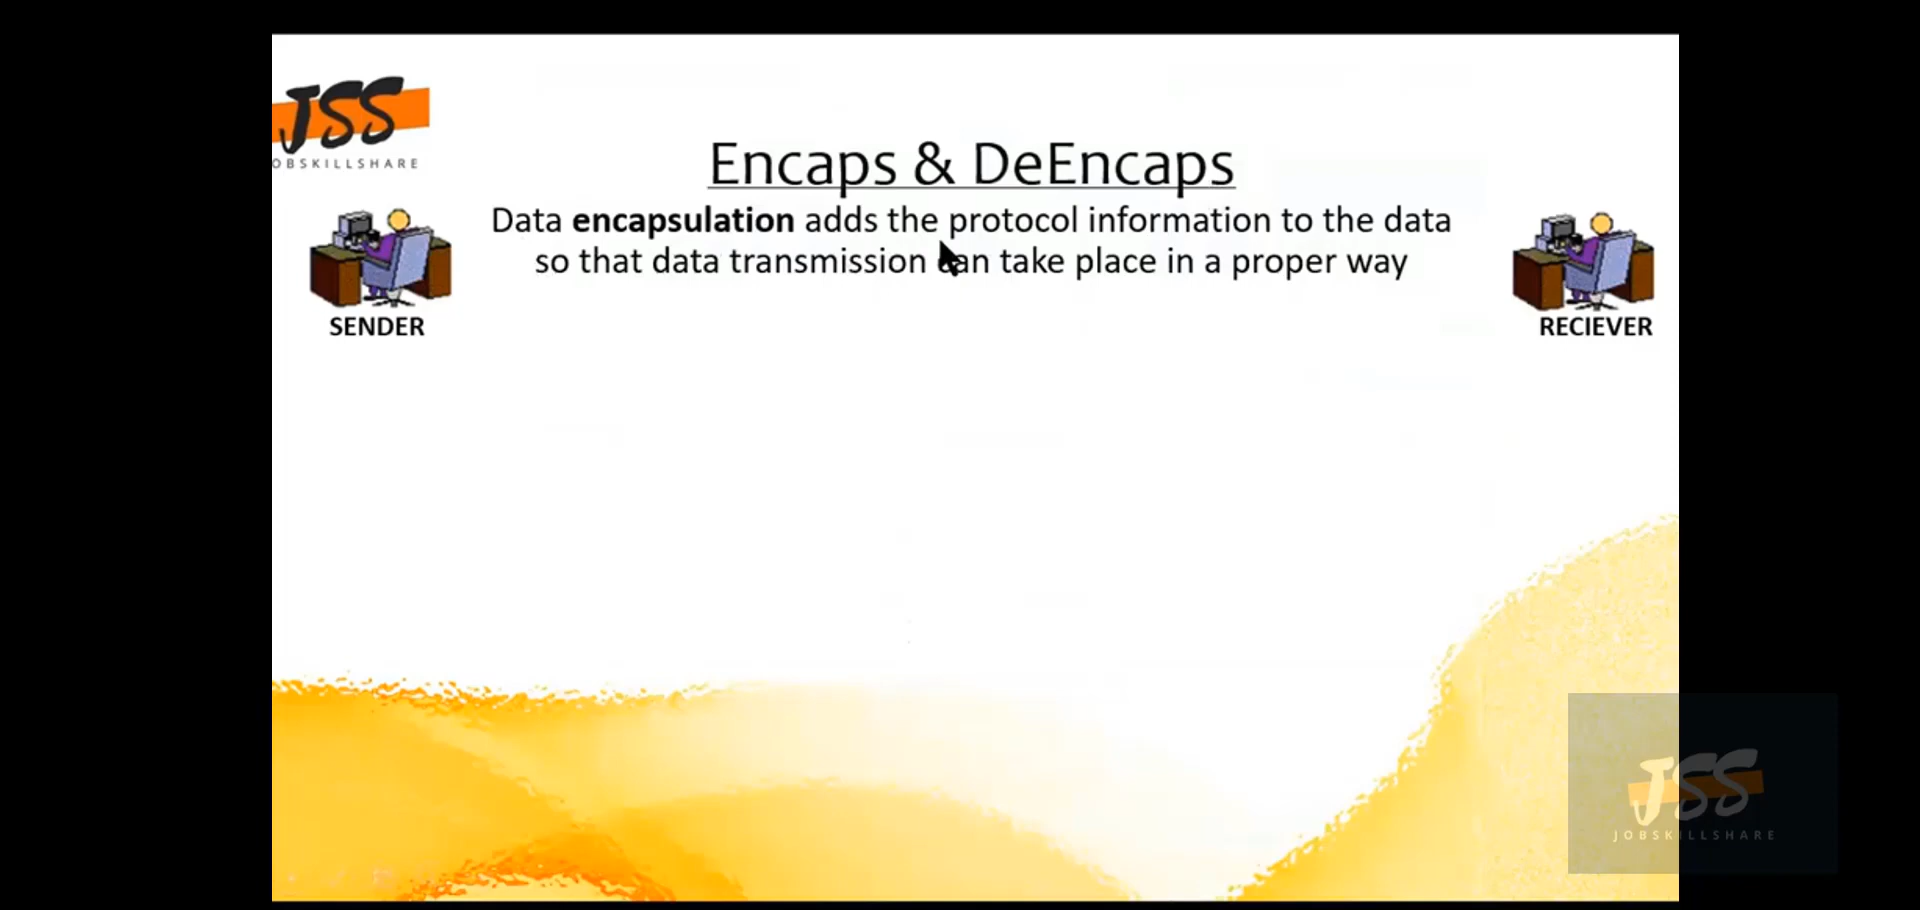 JSS
OBSKILLSHARE
Encaps & DeEncaps
Data encapsulation adds the protocol information to the data
so that data transmission can take place in a proper way
SENDER
RECIEVER
JSS
JOBSKILLSHARE